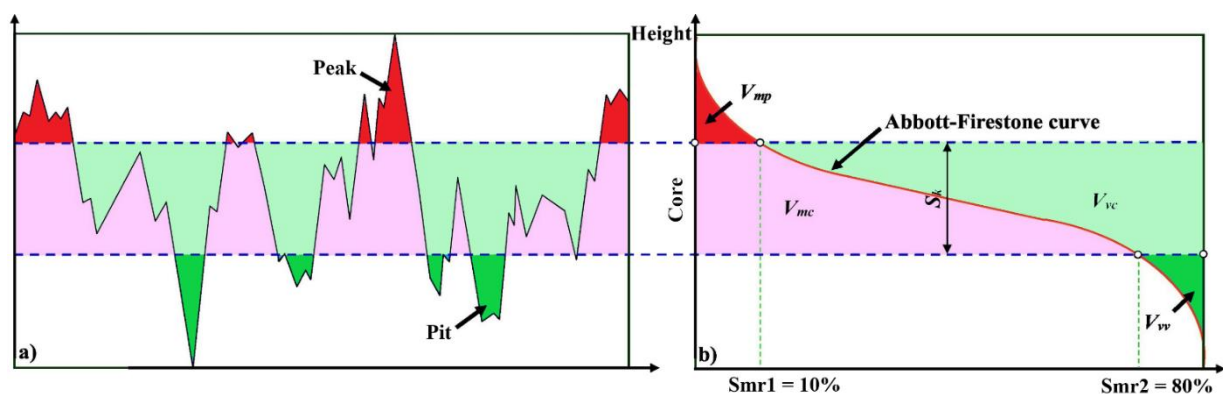 Peak
Pit
a)
Height
Core
Vmp
Abbott-Firestone curve
Sk
Vmc
Vvc
Vvv
b)
Smr1 = 10%
Smr2 = 80%